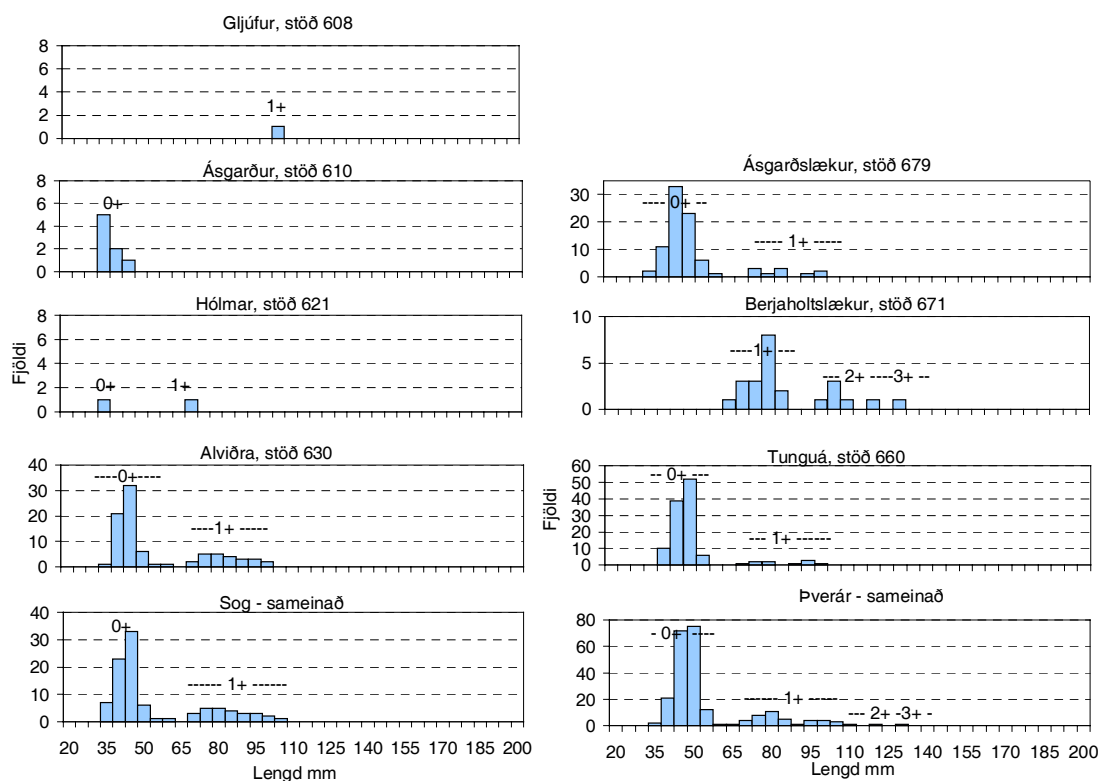 Gljúfur, stöð 608
8
6
4
2
0
1+
Ásgarður, stöð 610
8
6
4
2
0
0+
Hólmar, stöð 621
8
6
4
2
0
0+ 1+
Fjöldi
Alviðra, stöð 630
40
30
20
10
0
----0+----
----1+ -----
Sog - sameinað
40
30
20
10
0
0+
------ 1+ ------
20 35 50 65 80 95 110 125 140 155 170 185 200
Lengd mm
Ásgarðslækur, stöð 679
30
20
10
0
---- 0+ --
----- 1+ -----
Berjaholtslækur, stöð 671
10
5
0
----1+ ---
--- 2+ ----3+ --
Tunguá, stöð 660
60
50
40
30
20
10
0
Fjöldi
-- 0+ ---
--- 1+ ------
Þverár - sameinað
80
60
40
20
0
- 0+ ----
------ 1+ ------
--- 2+ -3+ -
20 35 50 65 80 95 110 125 140 155 170 185 200
Lengd mm